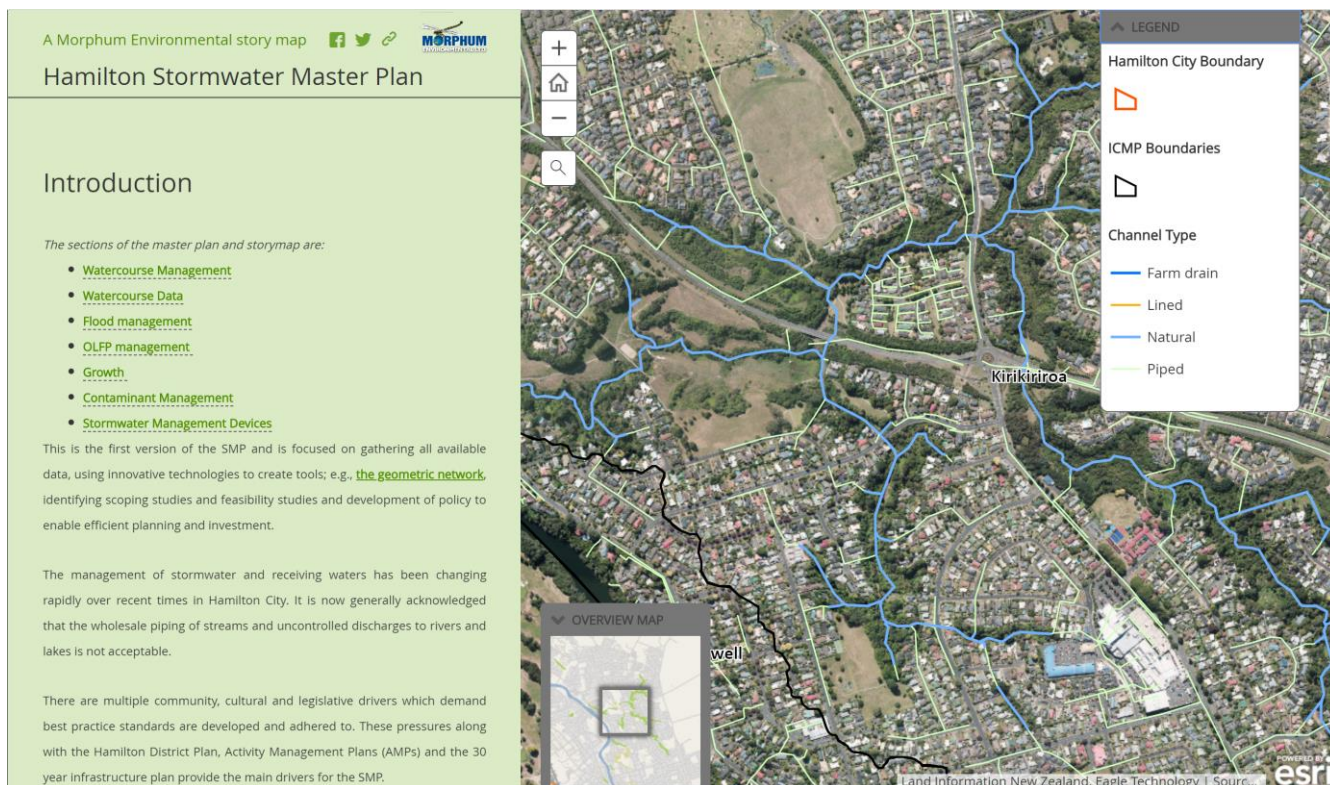 A Morphum Environmental story map
MORPHUM
ENVIRONMENTAL LTD
Hamilton Stormwater Master Plan
Introduction
The sections of the master plan and storymap are:
Watercourse Management
Watercourse Data
Flood management
OLFP management
Growth
Contaminant Management
Stormwater Management Devices
This is the first version of the SMP and is focused on gathering all available
data, using innovative technologies to create tools; e.g., the geometric network,
identifying scoping studies and feasibility studies and development of policy to
enable efficient planning and investment.
The management of stormwater and receiving waters has been changing
rapidly over recent times in Hamilton City. It is now generally acknowledged
that the wholesale piping of streams and uncontrolled discharges to rivers and
lakes is not acceptable.
There are multiple community, cultural and legislative drivers which demand
best practice standards are developed and adhered to. These pressures along
with the Hamilton District Plan, Activity Management Plans (AMPs) and the 30
year infrastructure plan provide the main drivers for the SMP.
+
−
Kirikiriroa
well
OVERVIEW MAP
LEGEND
Hamilton City Boundary
ICMP Boundaries
Channel Type
Farm drain
Lined
Natural
Piped
Land Information New Zealand, Eagle Technology | Sourc...
POWERED BY
esri